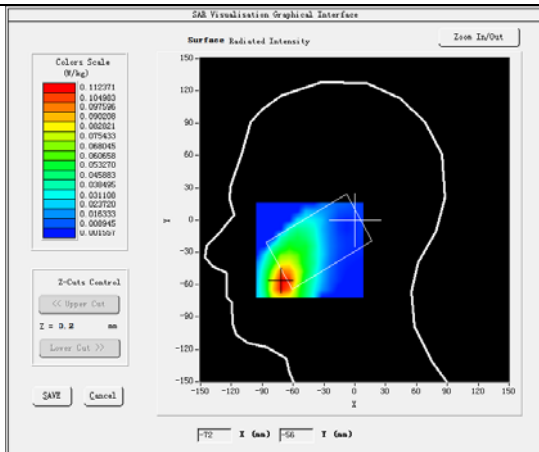 SAR Visualisation Graphical Interface
Surface Radiated Intensity
Zoom In/Out
Colors Scale
(W/kg)
0.112371
0.104983
0.097596
0.090208
0.082821
0.075433
0.068045
0.060658
0.053270
0.045883
0.038495
0.031108
0.023720
0.016333
0.008945
0.001557
Z-Cuts Control
<< Upper Cut
Z = 0.2 mm
Lower Cut >>
SAVE Cancel
150
120
90
60
30
0
-30
-60
-90
-120
-150
Y
-150 -120 -90 -60 -30 0 30 60 90 120 150
X
-72 X (mm) -56 Y (mm)